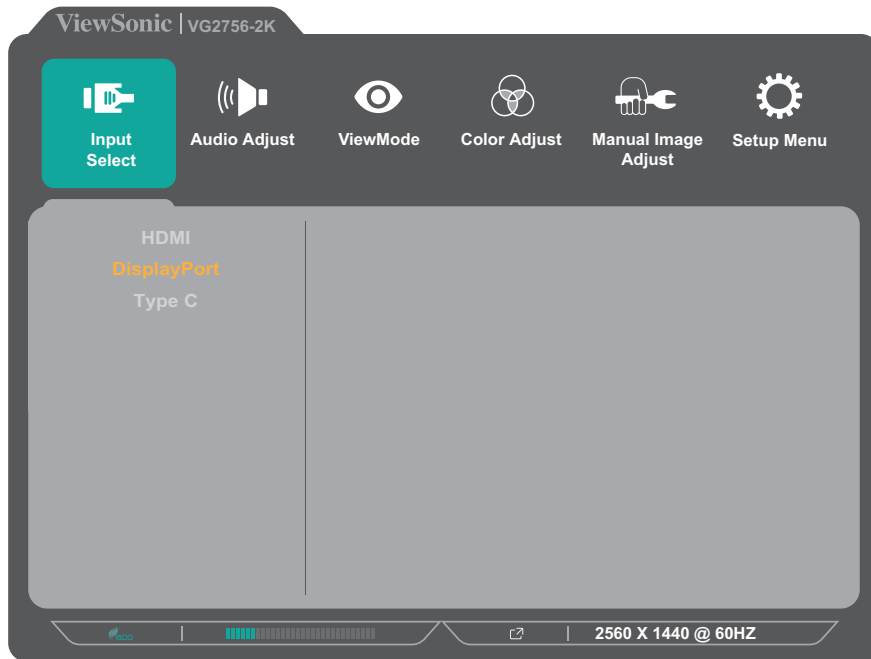 ViewSonic | VG2756-2K
Input
Select
Audio Adjust
ViewMode
Color Adjust
Manual Image
Adjust
Setup Menu
HDMI
DisplayPort
Type C
eco
2560 X 1440 @ 60HZ